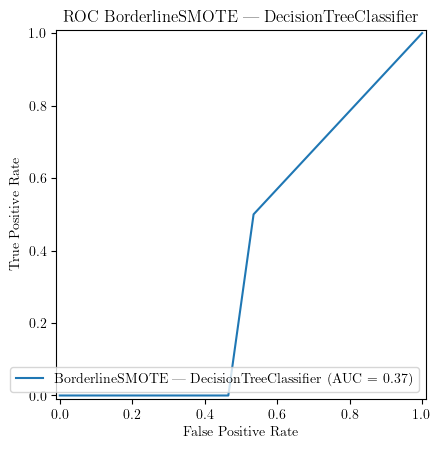 ROC BorderlineSMOTE — DecisionTreeClassifier
1.0
0.8
0.6
0.4
0.2
0.0
True Positive Rate
BorderlineSMOTE — DecisionTreeClassifier (AUC = 0.37)
0.0 0.2 0.4 0.6 0.8 1.0
False Positive Rate